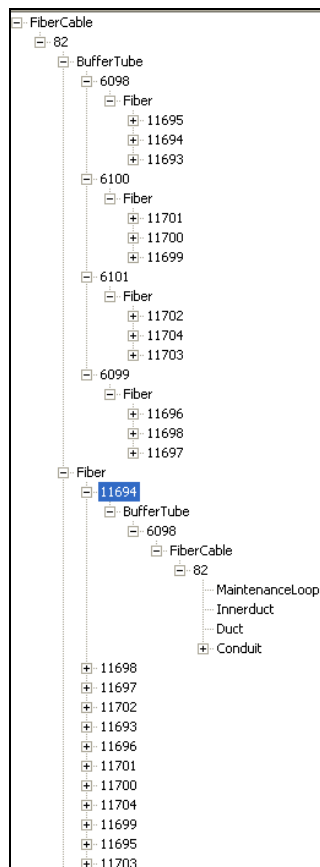 FiberCable
82
BufferTube
6098
Fiber
11695
11694
11693
6100
Fiber
11701
11700
11699
6101
Fiber
11702
11704
11703
6099
Fiber
11696
11698
11697
Fiber
11694
BufferTube
6098
FiberCable
82
MaintenanceLoop
Innerduct
Duct
Conduit
11698
11697
11702
11693
11696
11701
11700
11704
11699
11695
11703